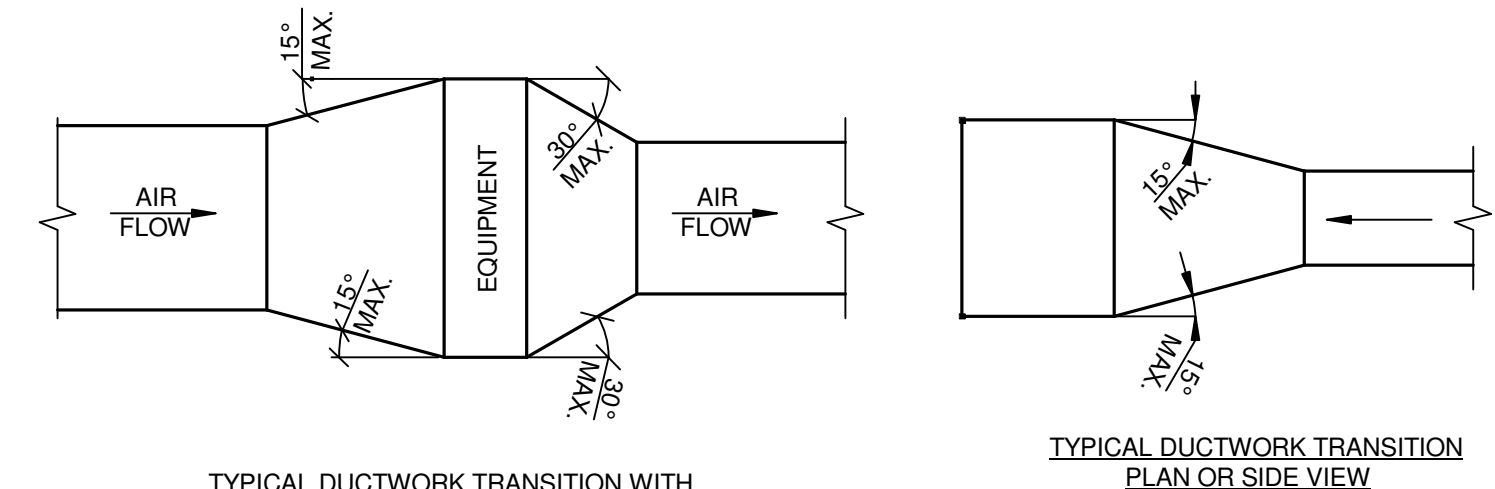 15°
MAX.
30°
MAX.
AIR
FLOW
EQUIPMENT
AIR
FLOW
15°
MAX.
30°
MAX.
TYPICAL DUCTWORK TRANSITION WITH
15°
MAX.
15°
MAX.
TYPICAL DUCTWORK TRANSITION
PLAN OR SIDE VIEW